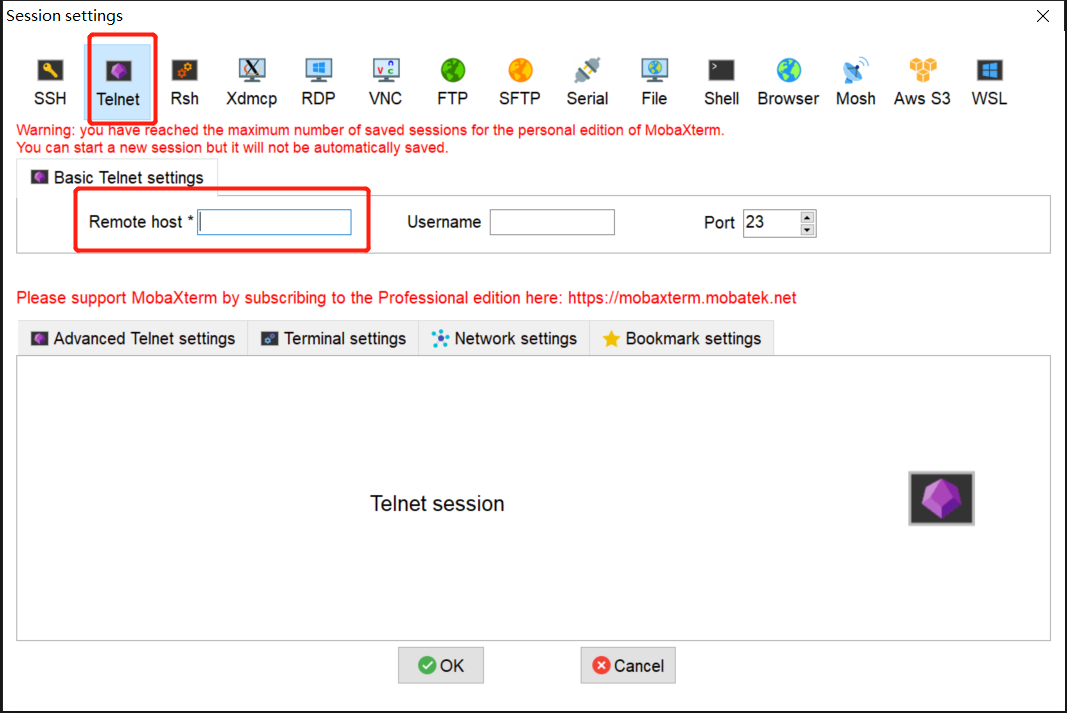 Session settings
SSH Telnet Rsh Xdmcp RDP VNC FTP SFTP Serial File Shell Browser Mosh Aws S3 WSL
Warning: you have reached the maximum number of saved sessions for the personal edition of MobaXterm.
You can start a new session but it will not be automatically saved.
Basic Telnet settings
Remote host * Username Port 23
Please support MobaXterm by subscribing to the Professional edition here: https://mobaxterm.mobatek.net
Advanced Telnet settings Terminal settings Network settings Bookmark settings
Telnet session
OK Cancel